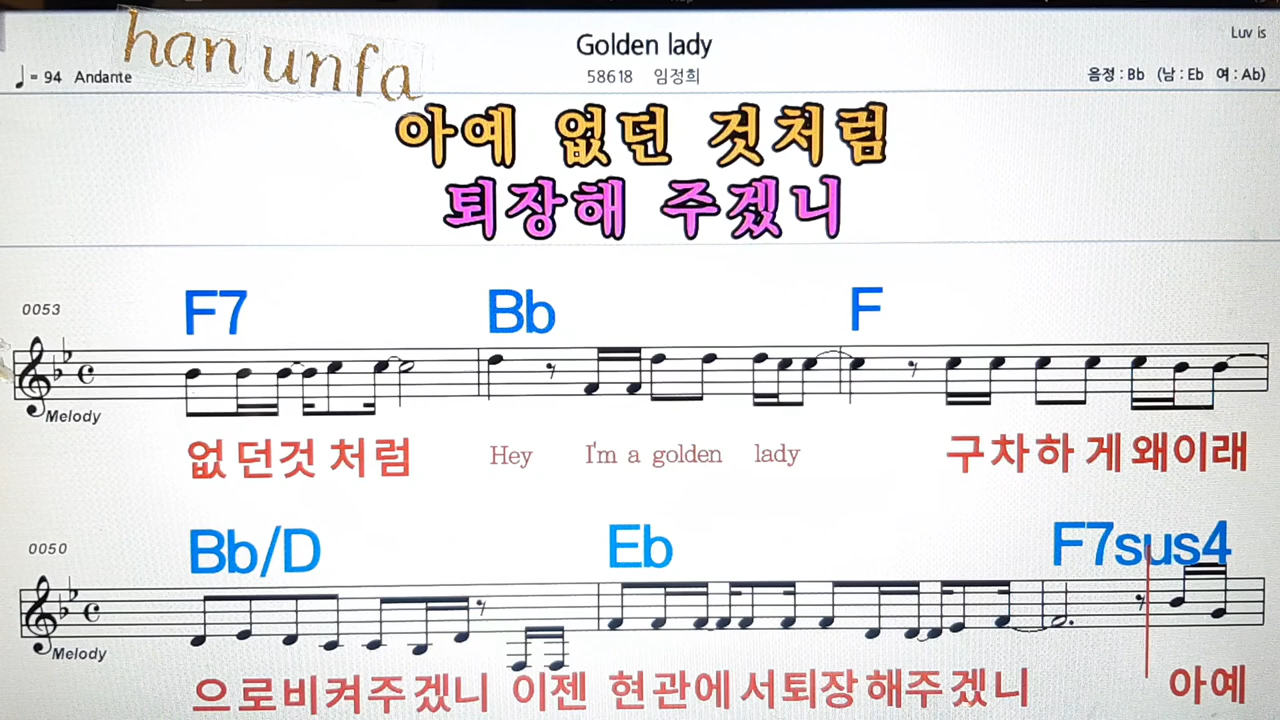 han unfa
Golden lady
Luv is
♩= 94 Andante
58618 임정희
음정 : Bb (남 : Eb 여 : Ab)
아예 없던 것처럼
퇴장해 주겠니
0053
F7 Bb F
Melody
없던것 처럼 Hey I'm a golden lady 구차하게왜이래
0050
Bb/D Eb F7sus4
Melody
으로비켜주겠니 이젠 현관에서퇴장해주겠니 아예